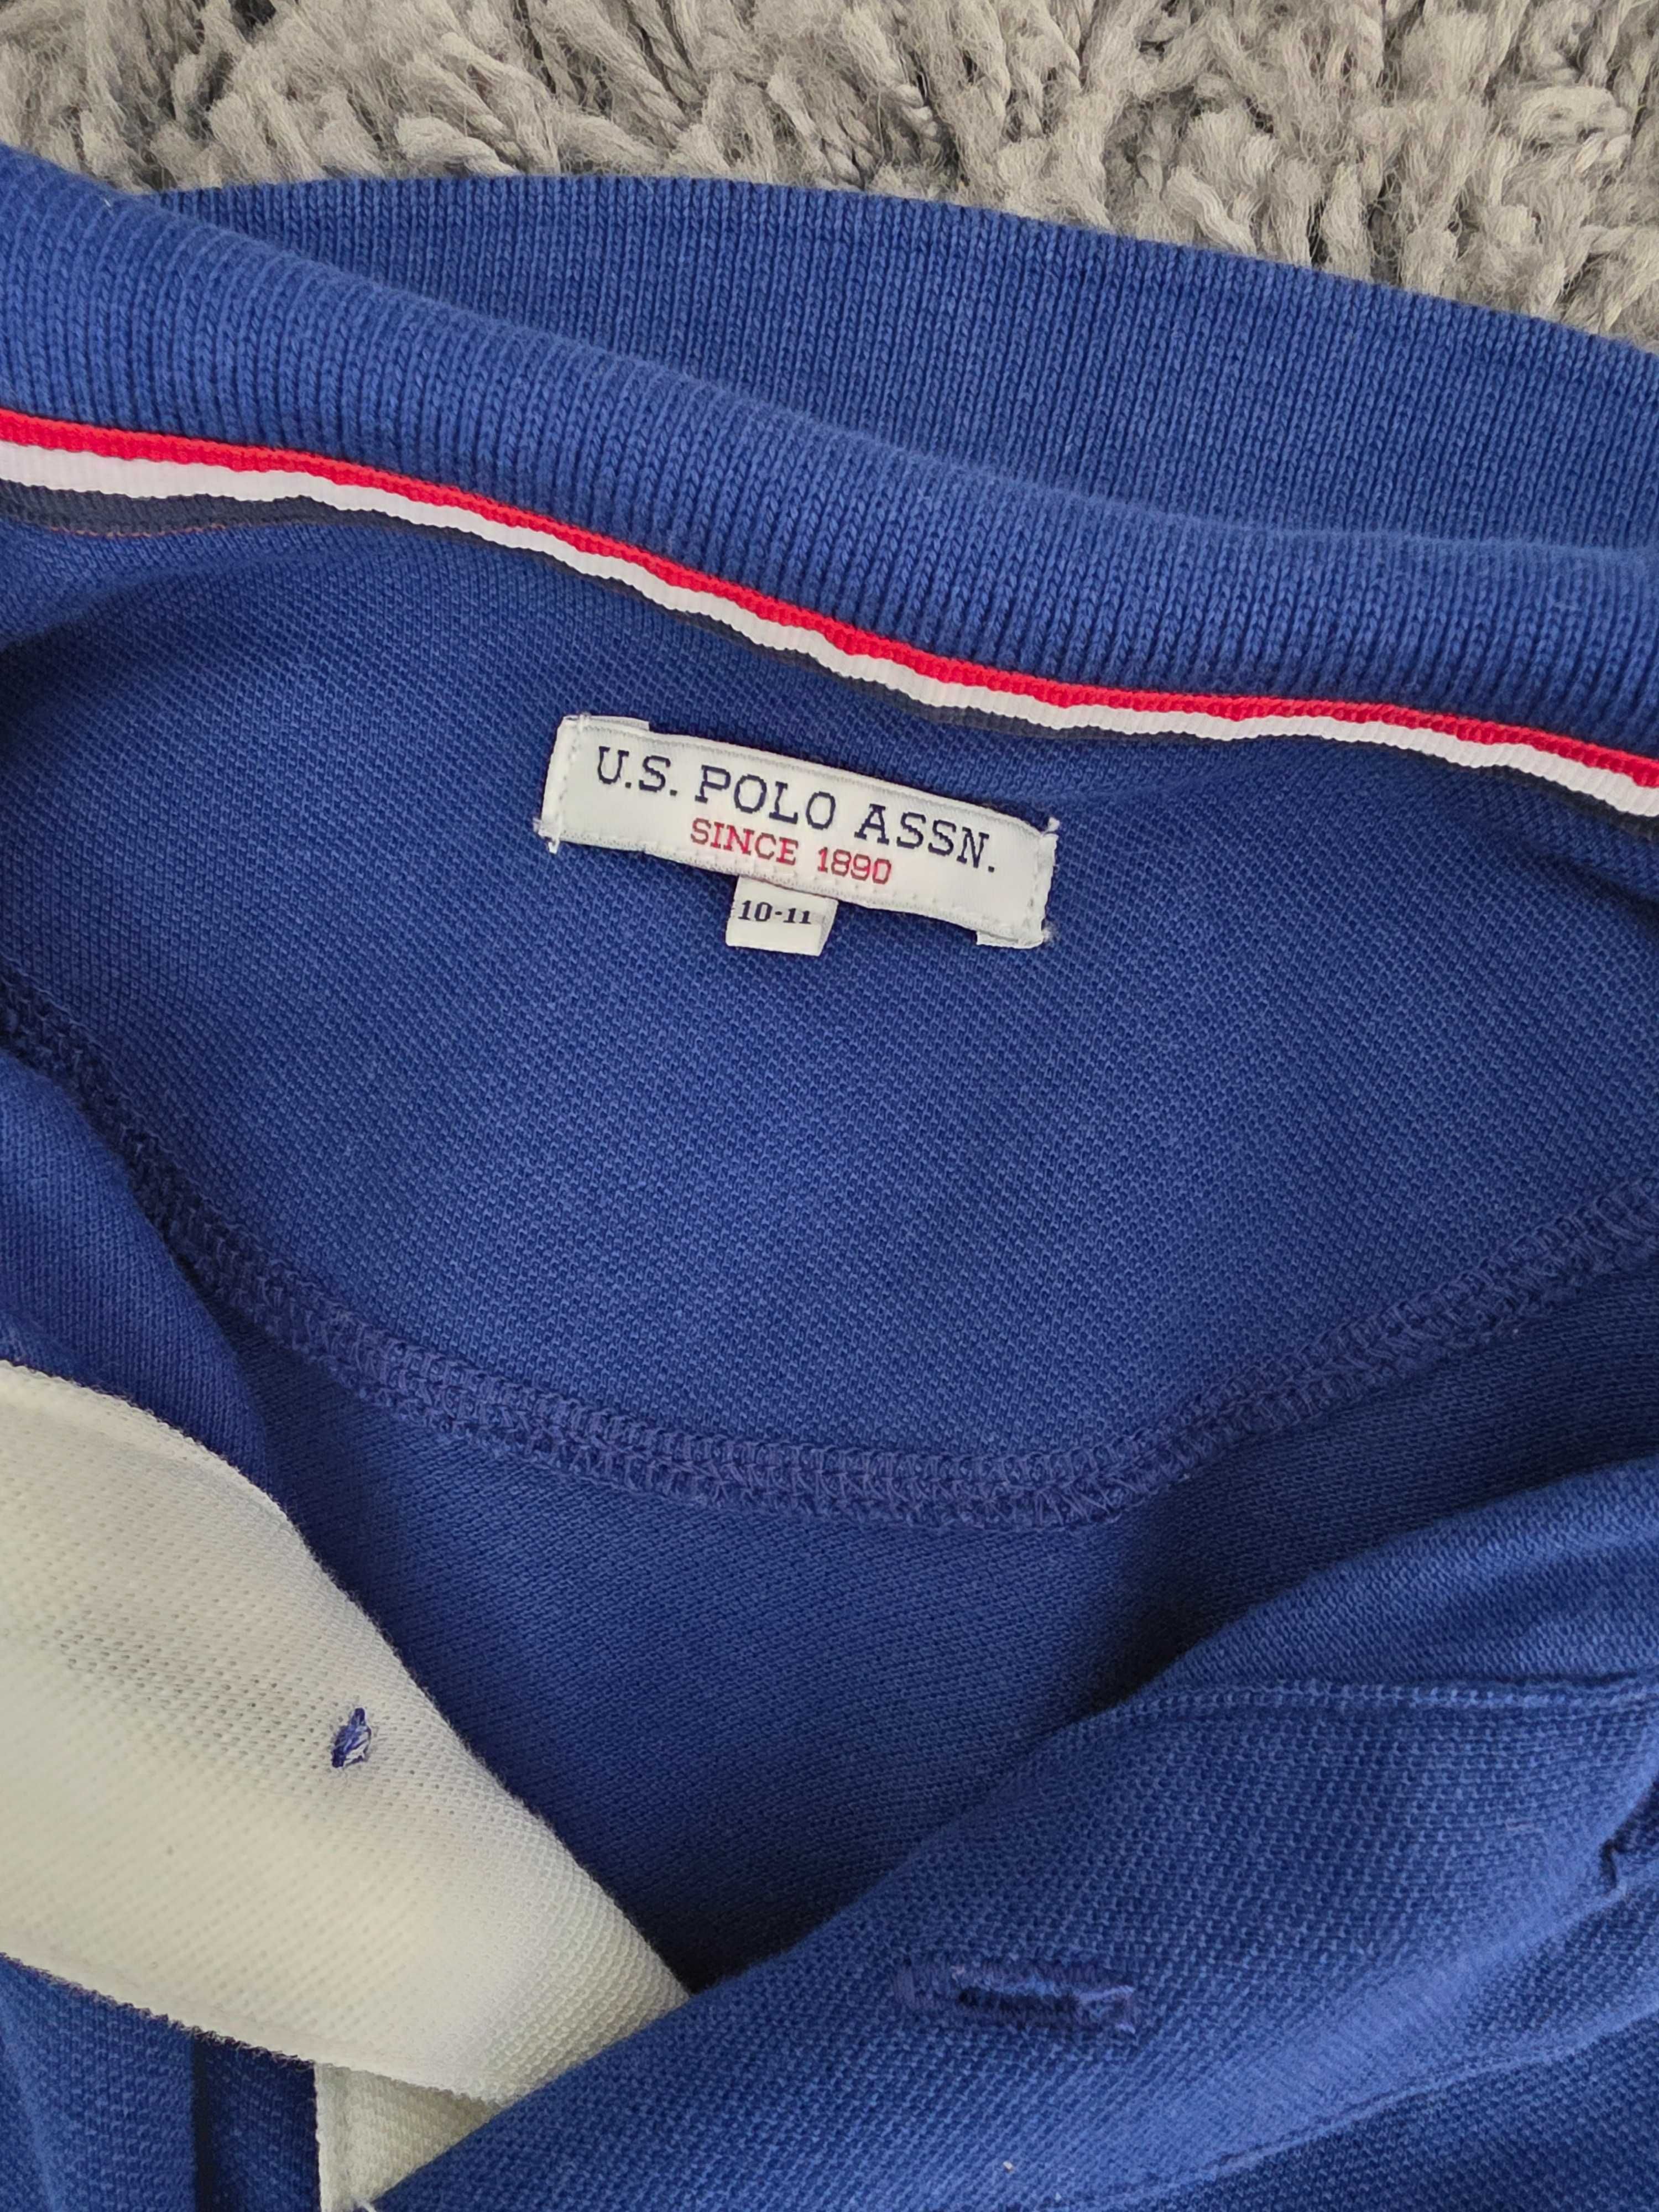 U.S. POLO ASSN.
SINCE 1890
10-11